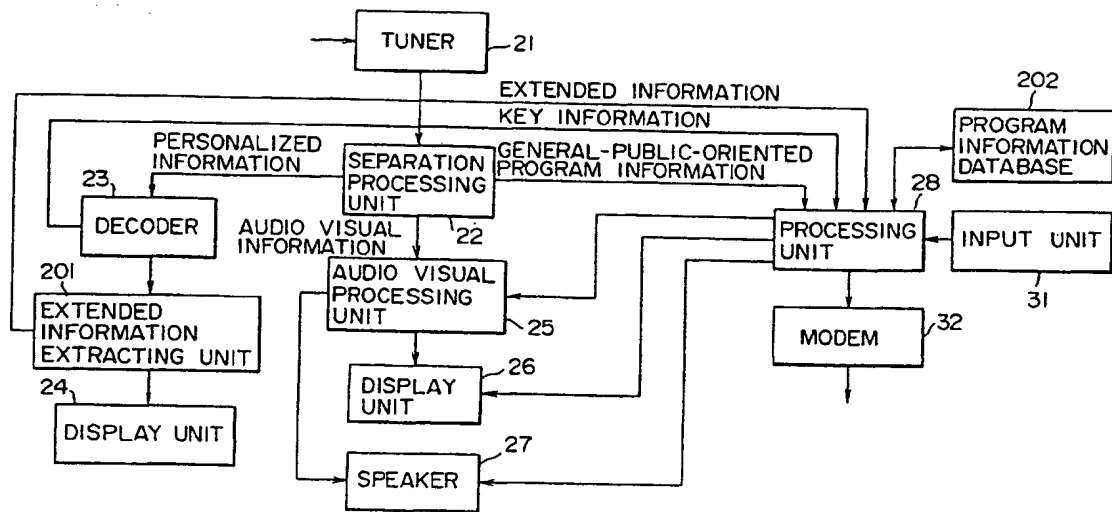 TUNER
21
EXTENDED INFORMATION
KEY INFORMATION
202
PROGRAM
INFORMATION
DATABASE
PERSONALIZED
INFORMATION
SEPARATION
PROCESSING
UNIT
22
GENERAL-PUBLIC-ORIENTED
PROGRAM INFORMATION
23
DECODER
28
PROCESSING
UNIT
INPUT UNIT
31
AUDIO VISUAL
INFORMATION
AUDIO VISUAL
PROCESSING
UNIT
25
201
EXTENDED
INFORMATION
EXTRACTING UNIT
MODEM
32
24
DISPLAY UNIT
DISPLAY
UNIT
26
SPEAKER
27